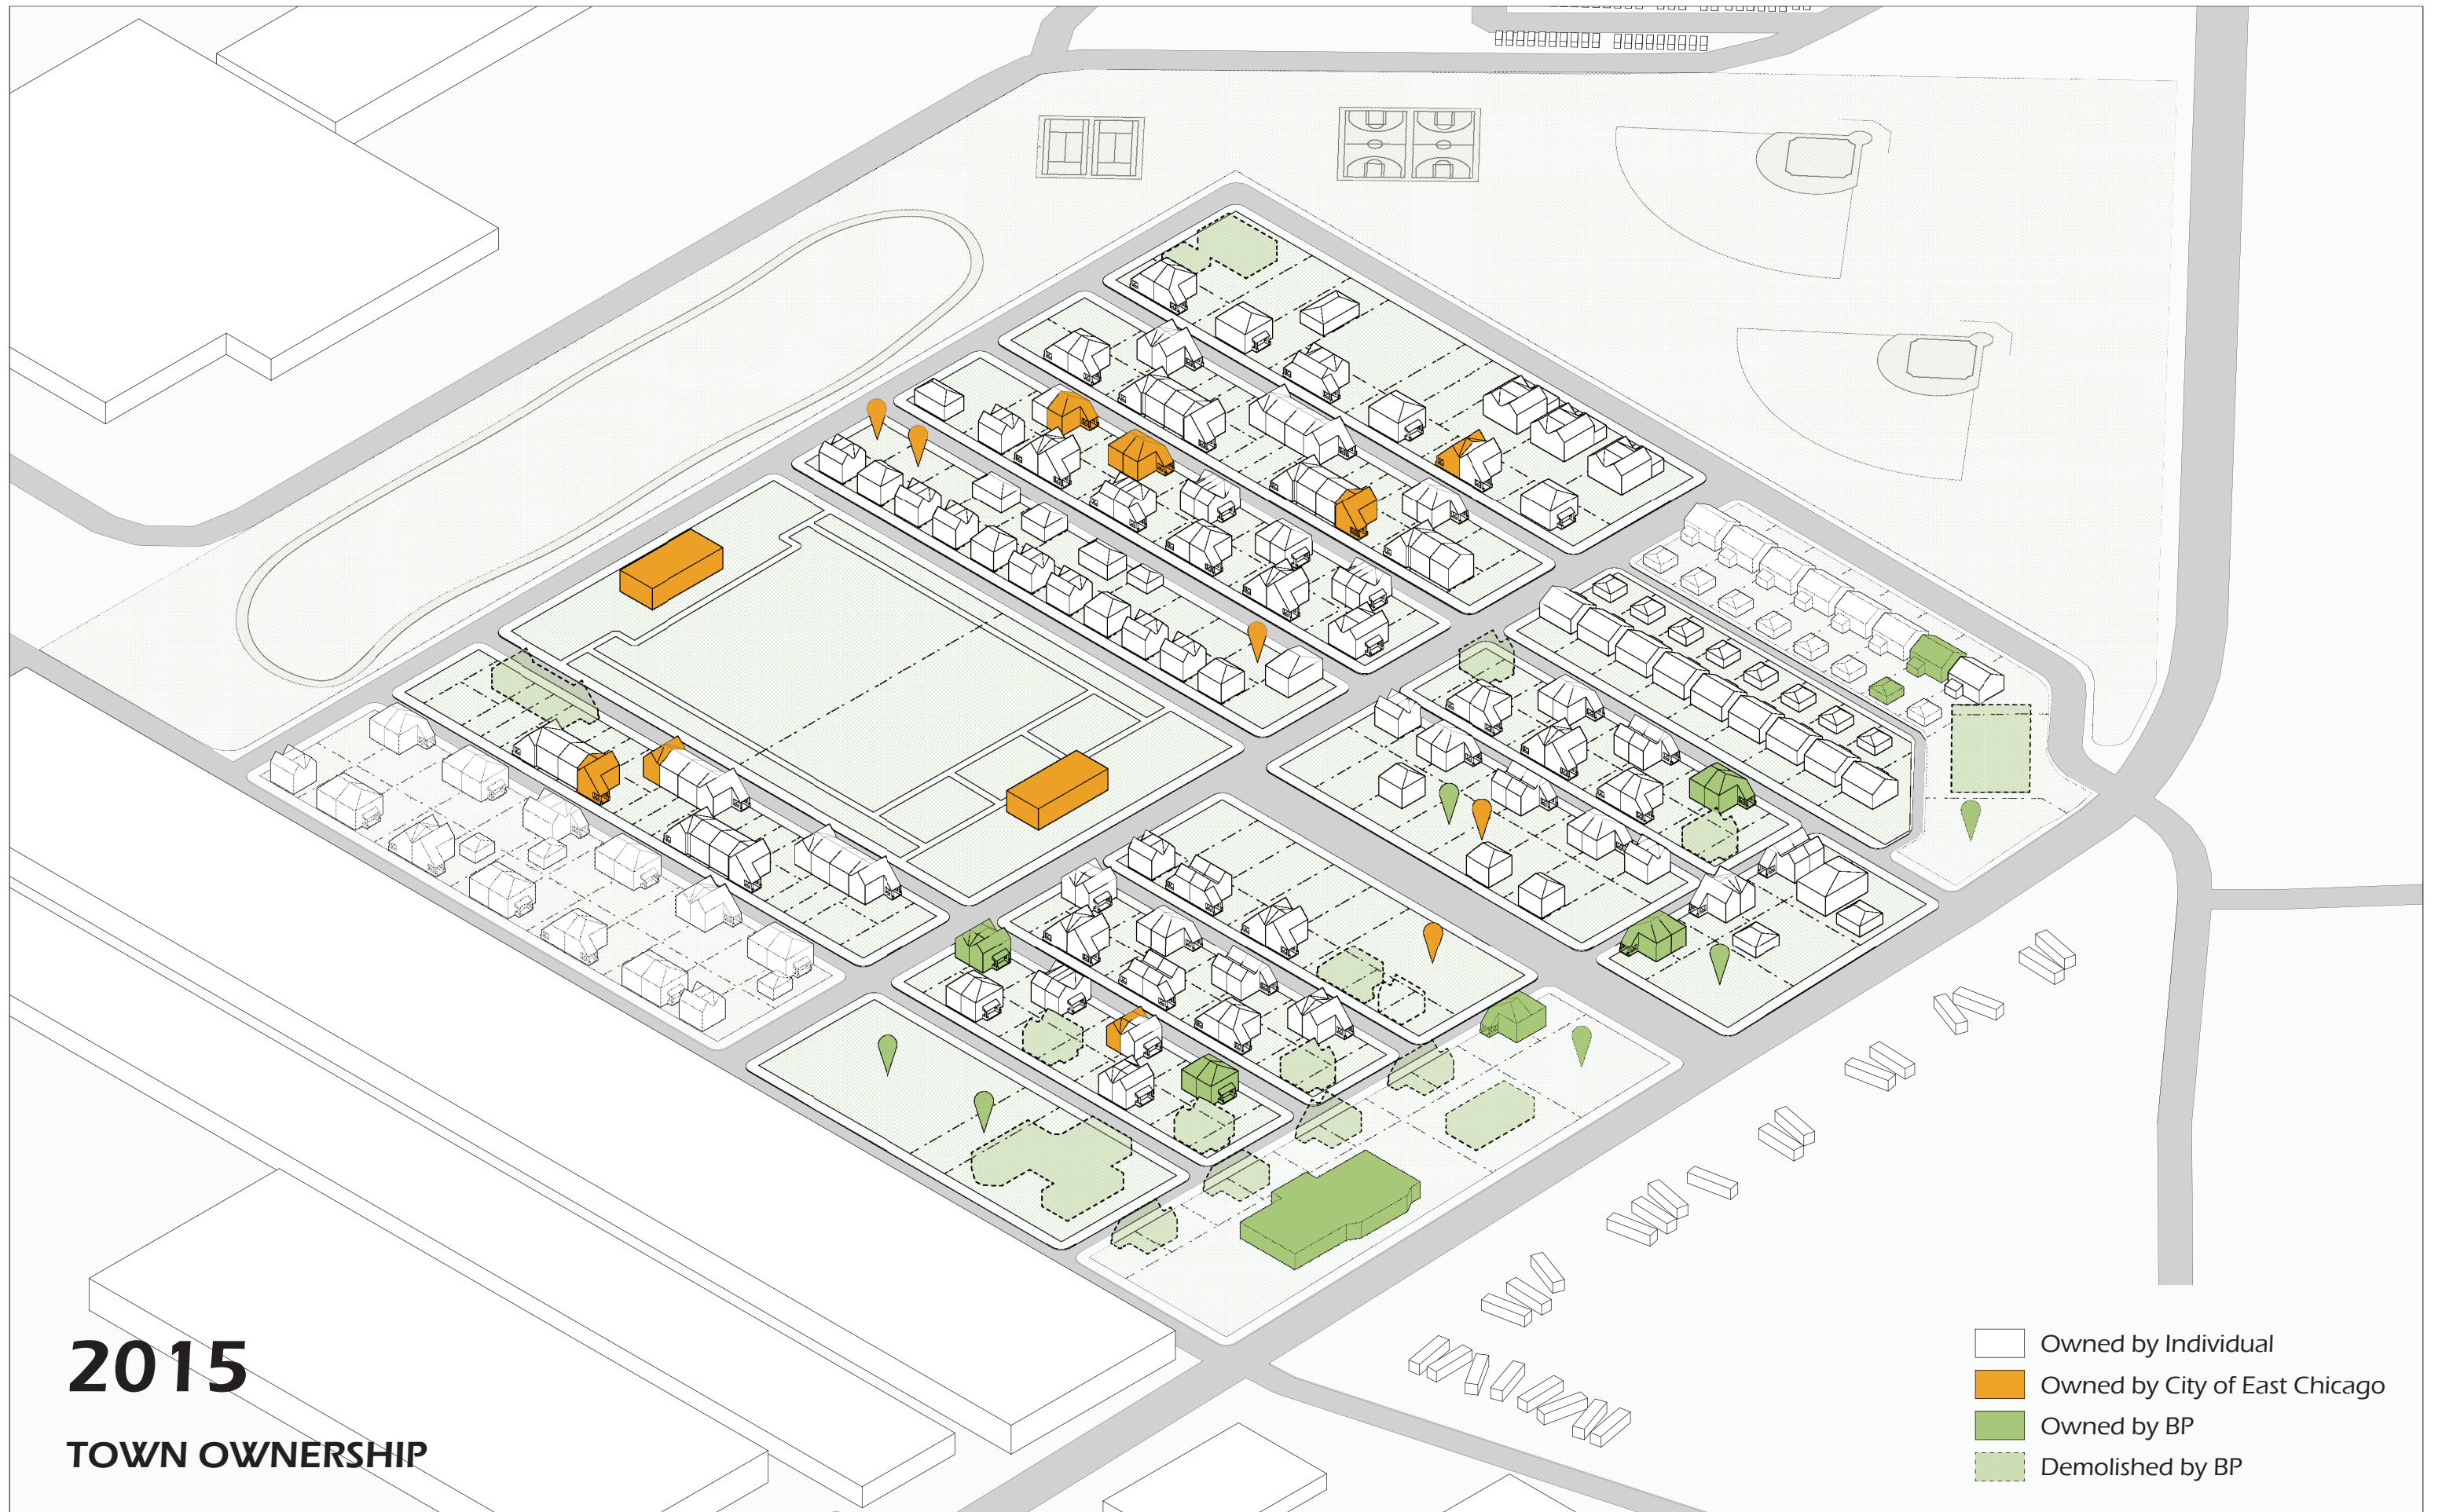 2015
TOWN OWNERSHIP
Owned by Individual
Owned by City of East Chicago
Owned by BP
Demolished by BP